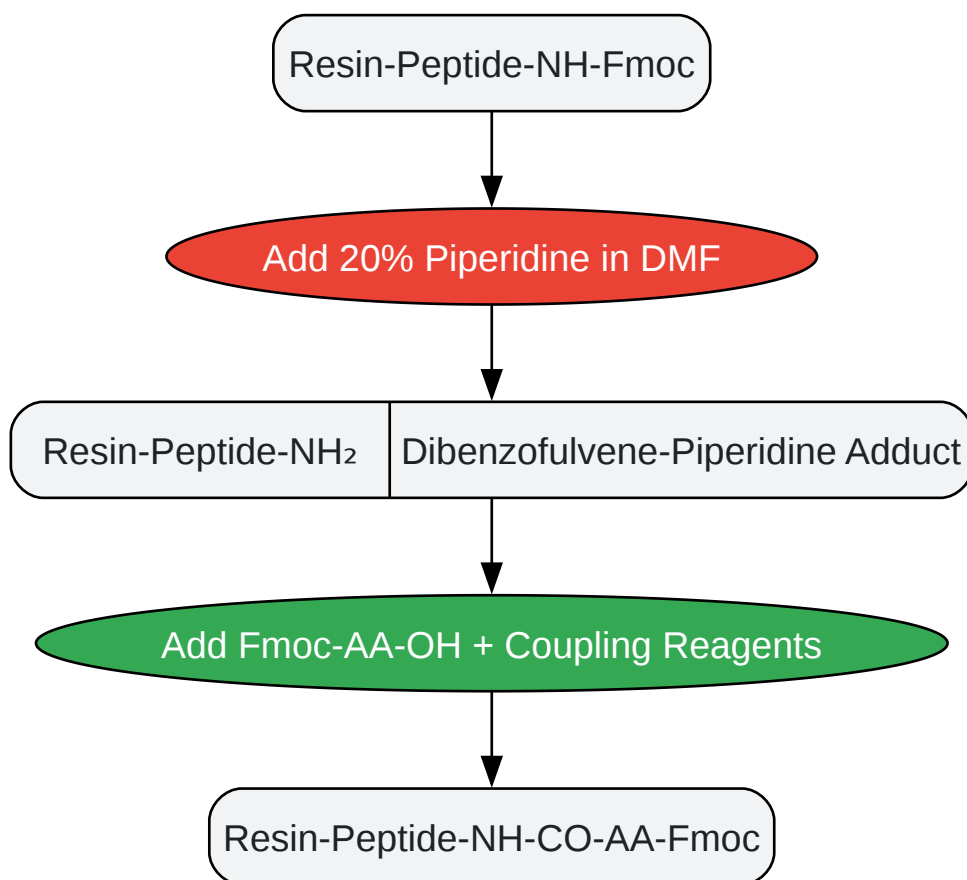 Resin-Peptide-NH-Fmoc
Add 20% Piperidine in DMF
Resin-Peptide-NH₂
Dibenzofulvene-Piperidine Adduct
Add Fmoc-AA-OH + Coupling Reagents
Resin-Peptide-NH-CO-AA-Fmoc